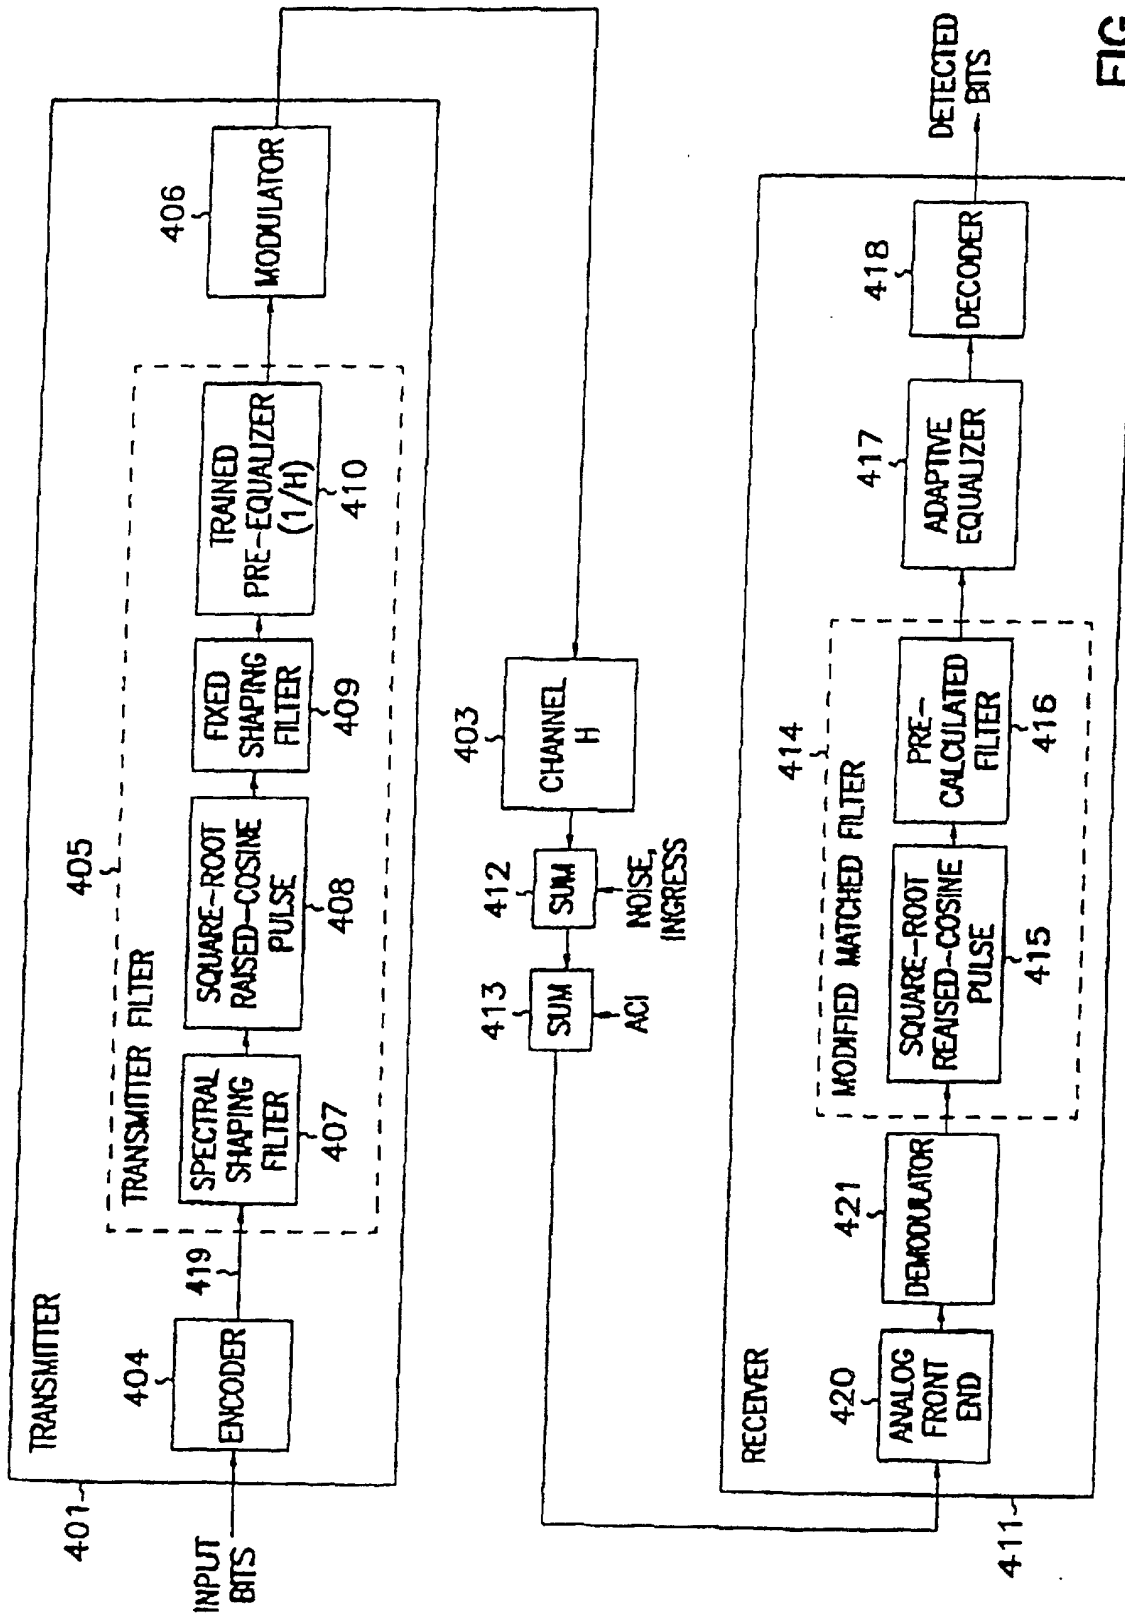 TRANSMITTER
401
INPUT
BITS
404
ENCODER
419
405
TRANSMITTER FILTER
SPECTRAL
SHAPING
FILTER
407
SQUARE-ROOT
RAISED-COSINE
PULSE
408
FIXED
SHAPING
FILTER
409
TRAINED
PRE-EQUALIZER
(1/H)
410
406
MODULATOR
403
CHANNEL
H
412
SUM
NOISE,
INGRESS
413
SUM
ACI
RECEIVER
411
420
ANALOG
FRONT
END
421
DEMODULATOR
414
MODIFIED MATCHED FILTER
SQUARE-ROOT
REAISED-COSINE
PULSE
415
PRE-
CALCULATED
FILTER
416
417
ADAPTIVE
EQUALIZER
418
DECODER
DETECTED
BITS
FIG